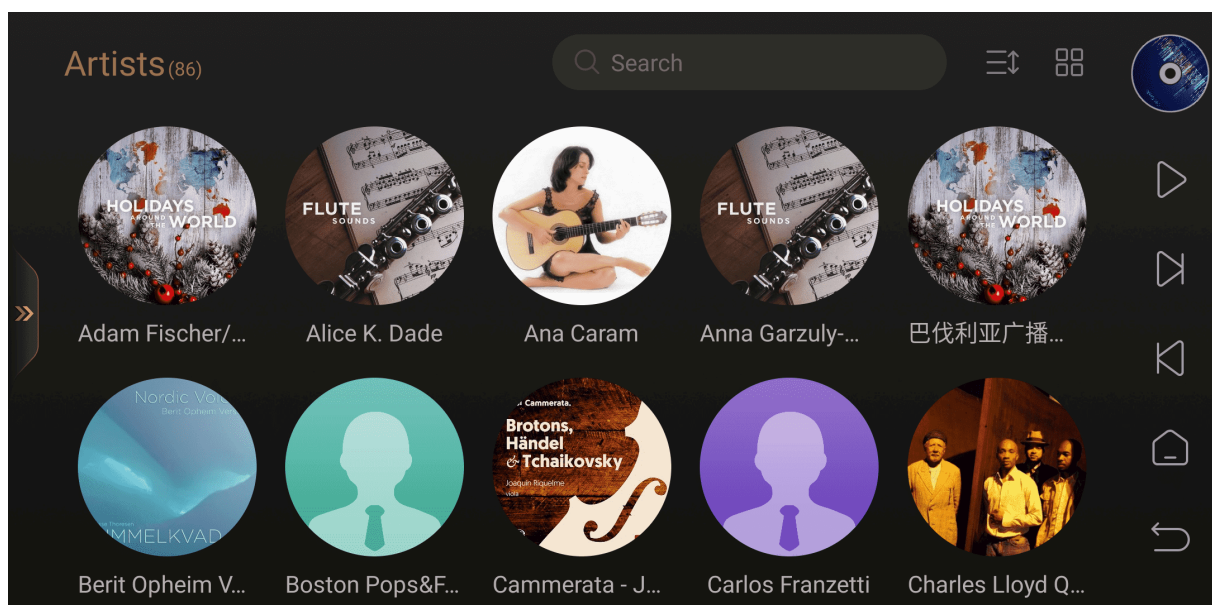 Artists (86)
Search
HOLIDAYS
AROUND
THE WORLD
FLUTE
SOUNDS
FLUTE
SOUNDS
HOLIDAYS
AROUND
THE WORLD
Adam Fischer/...
Alice K. Dade
Ana Caram
Anna Garzuly-...
巴伐利亚广播...
Nordic Voic
Berit Opheim Vers
IMMELKVAD
Cammerata.
Brotons,
Händel
& Tchaikovsky
Joaquín Riquelme
viola
Berit Opheim V...
Boston Pops&F...
Cammerata - J...
Carlos Franzetti
Charles Lloyd Q...